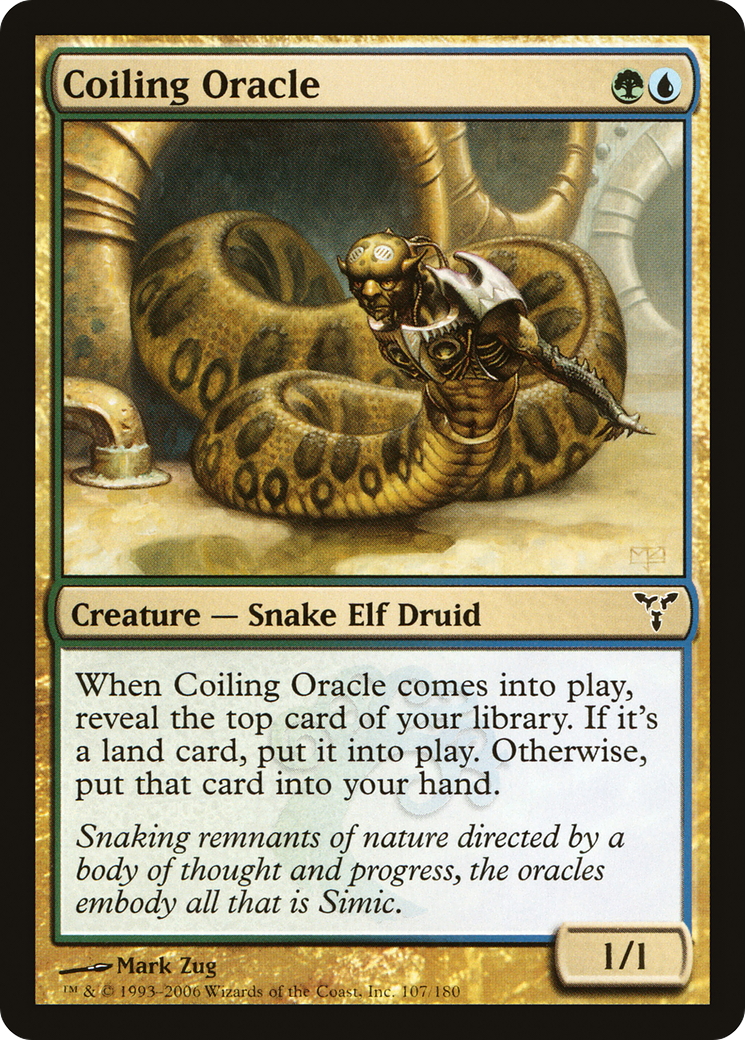 Coiling Oracle
Creature — Snake Elf Druid
When Coiling Oracle comes into play,
reveal the top card of your library. If it's
a land card, put it into play. Otherwise,
put that card into your hand.
Snaking remnants of nature directed by a
body of thought and progress, the oracles
embody all that is Simic.
1/1
Mark Zug
™ & © 1993–2006 Wizards of the Coast, Inc. 107/180